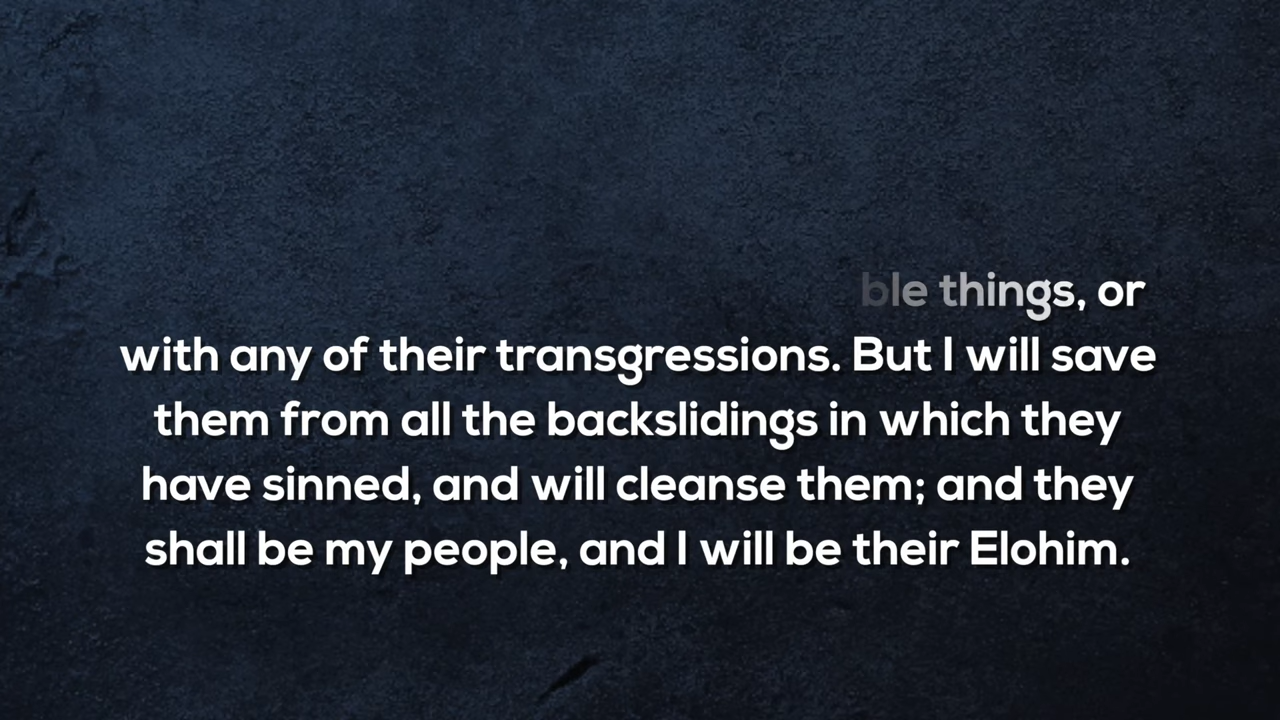 ble things, or
with any of their transgressions. But I will save
them from all the backslidings in which they
have sinned, and will cleanse them; and they
shall be my people, and I will be their Elohim.